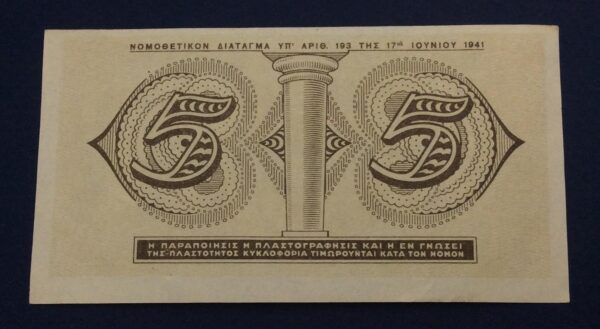 ΝΟΜΟΘΕΤΙΚΟΝ ΔΙΑΤΑΓΜΑ ΥΠ' ΑΡΙΘ. 193 ΤΗΣ 17ης ΙΟΥΝΙΟΥ 1941
5 5
Η ΠΑΡΑΠΟΙΗΣΙΣ Η ΠΛΑΣΤΟΓΡΑΦΗΣΙΣ ΚΑΙ Η ΕΝ ΓΝΩΣΕΙ
ΤΗΣ ΠΛΑΣΤΟΤΗΤΟΣ ΚΥΚΛΟΦΟΡΙΑ ΤΙΜΩΡΟΥΝΤΑΙ ΚΑΤΑ ΤΟΝ ΝΟΜΟΝ